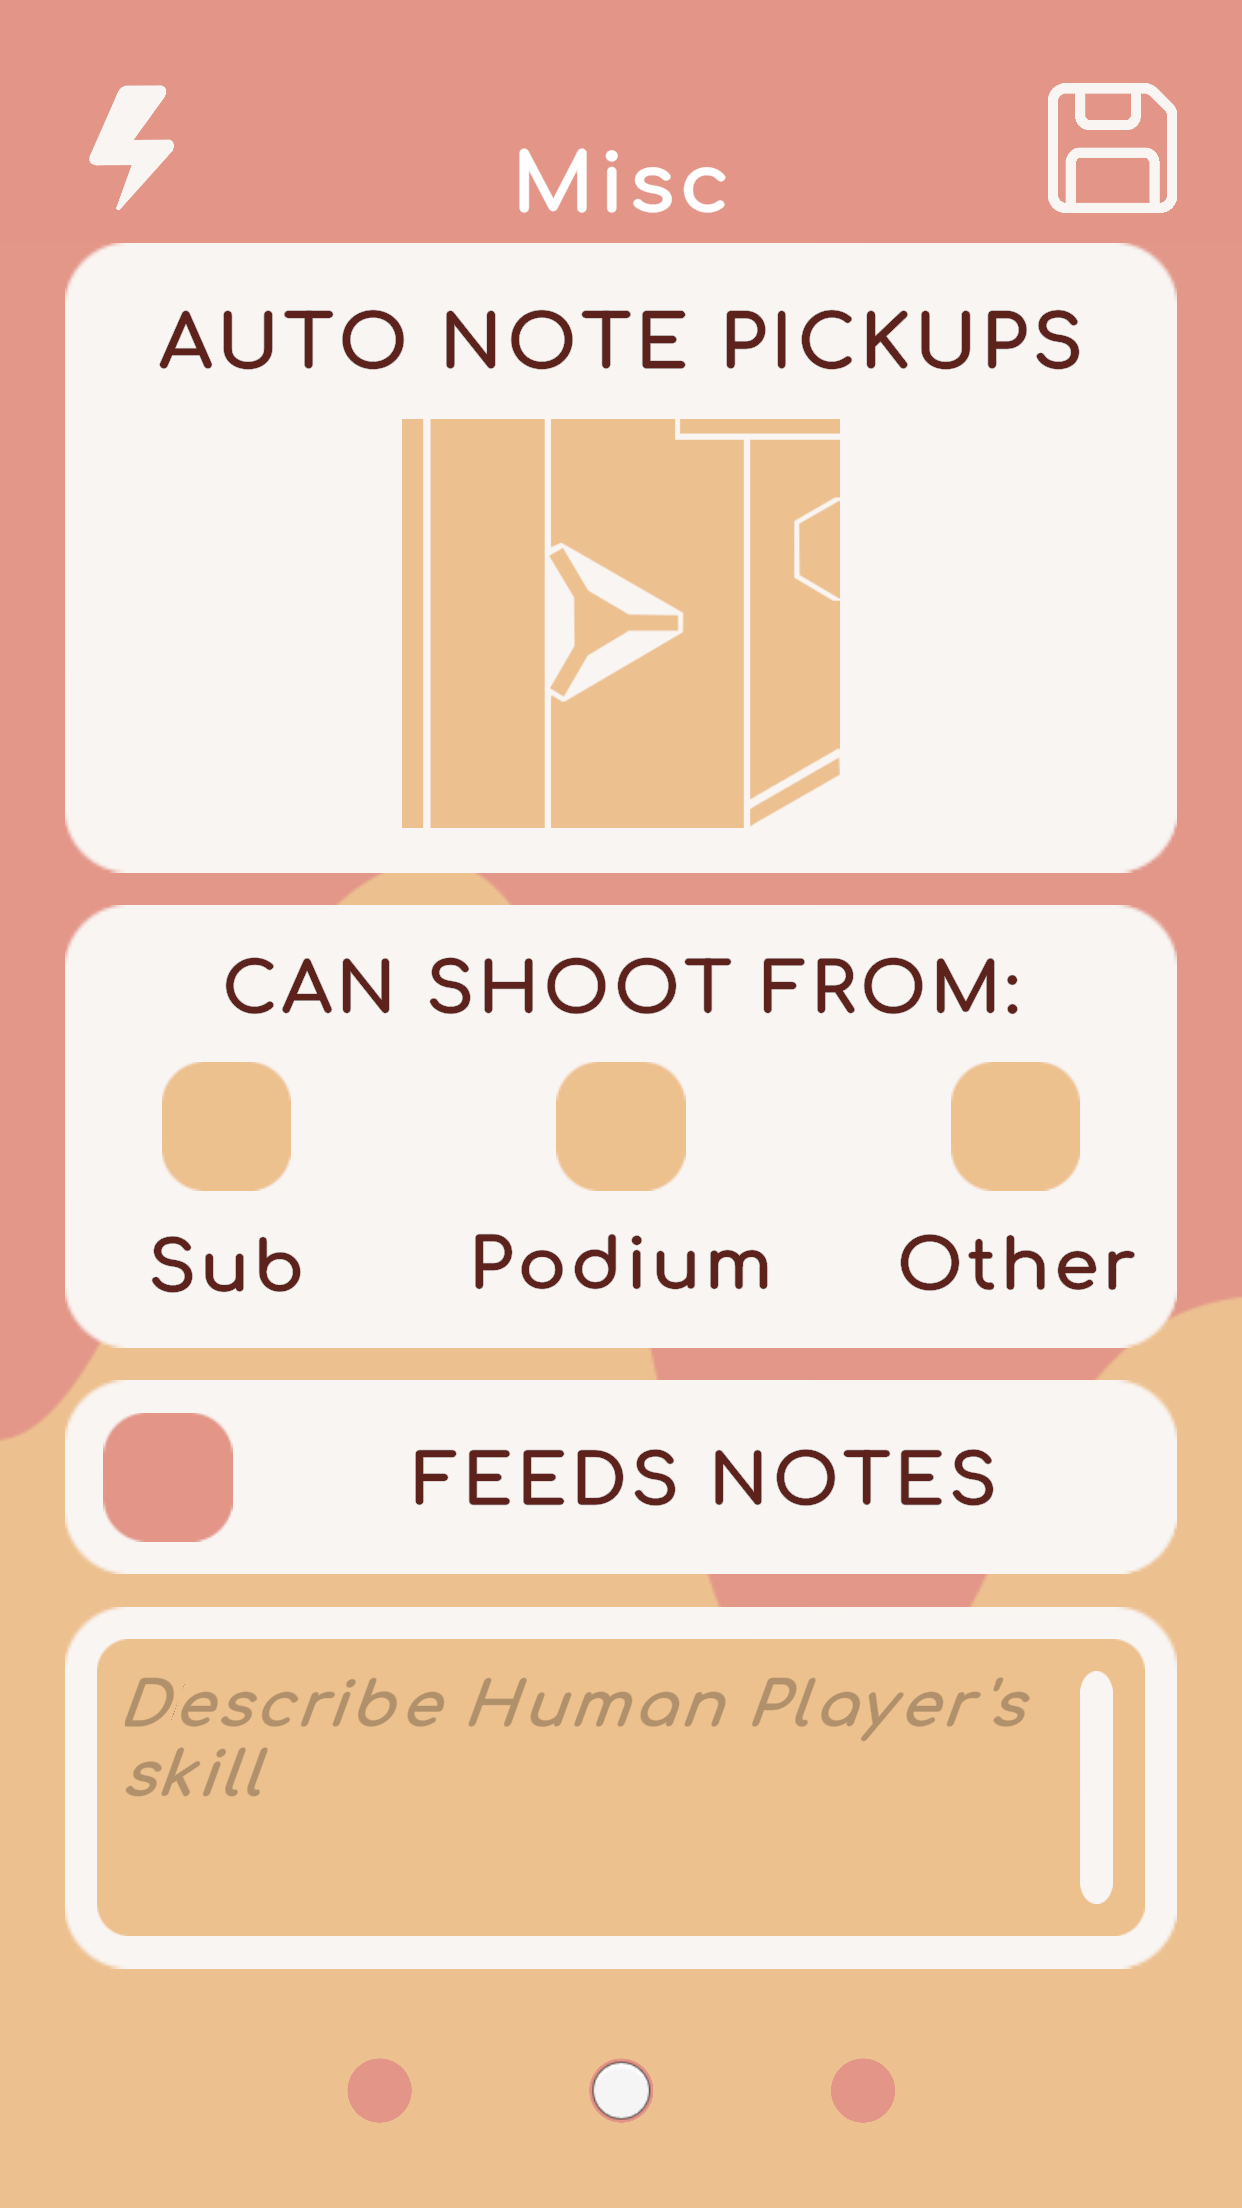 Misc
AUTO NOTE PICKUPS
CAN SHOOT FROM:
Sub Podium Other
FEEDS NOTES
Describe Human Player's
skill